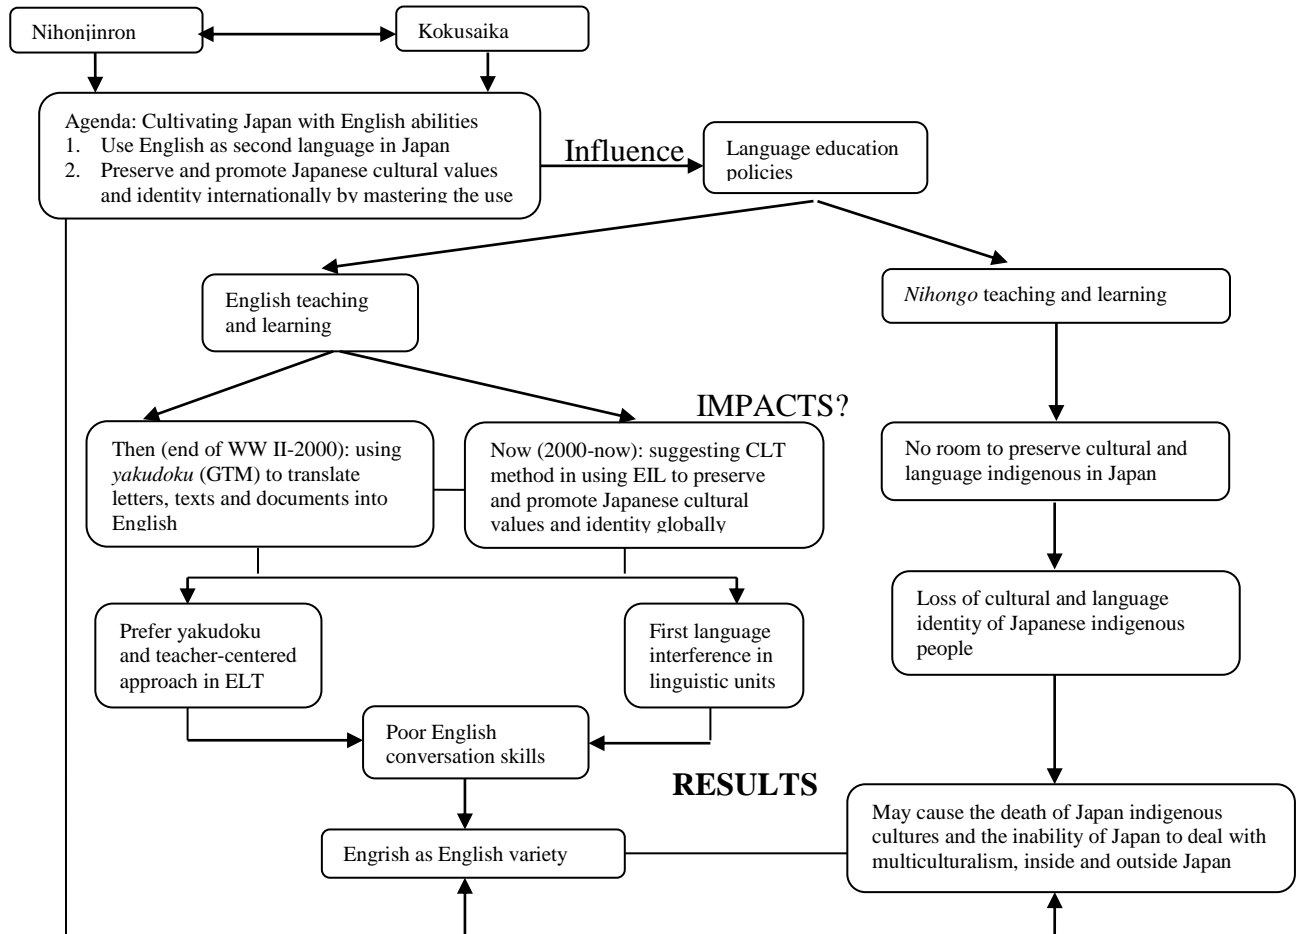 Nihonjinron
Kokusaika
Agenda: Cultivating Japan with English abilities
1. Use English as second language in Japan
2. Preserve and promote Japanese cultural values
and identity internationally by mastering the use
Influence
Language education
policies
English teaching
and learning
Nihongo teaching and learning
IMPACTS?
Then (end of WW II-2000): using
yakudoku (GTM) to translate
letters, texts and documents into
English
Now (2000-now): suggesting CLT
method in using EIL to preserve
and promote Japanese cultural
values and identity globally
No room to preserve cultural and
language indigenous in Japan
Prefer yakudoku
and teacher-centered
approach in ELT
First language
interference in
linguistic units
Loss of cultural and language
identity of Japanese indigenous
people
Poor English
conversation skills
RESULTS
Engrish as English variety
May cause the death of Japan indigenous
cultures and the inability of Japan to deal with
multiculturalism, inside and outside Japan